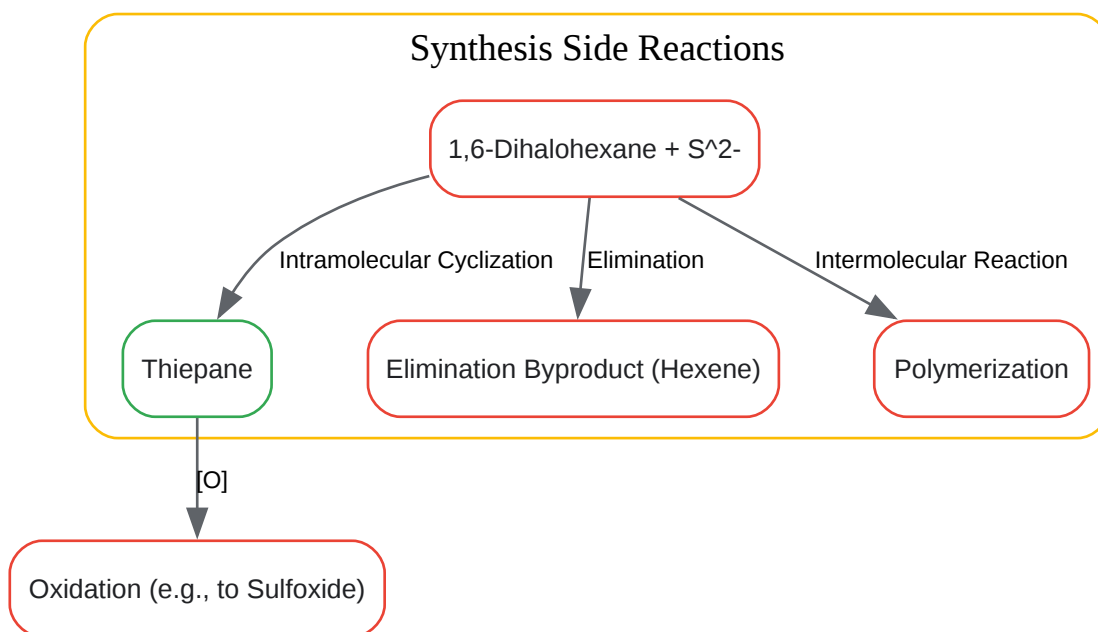 Synthesis Side Reactions
1,6-Dihalohexane + S^2-
Intramolecular Cyclization
Elimination
Intermolecular Reaction
Thiepane
Elimination Byproduct (Hexene)
Polymerization
[O]
Oxidation (e.g., to Sulfoxide)